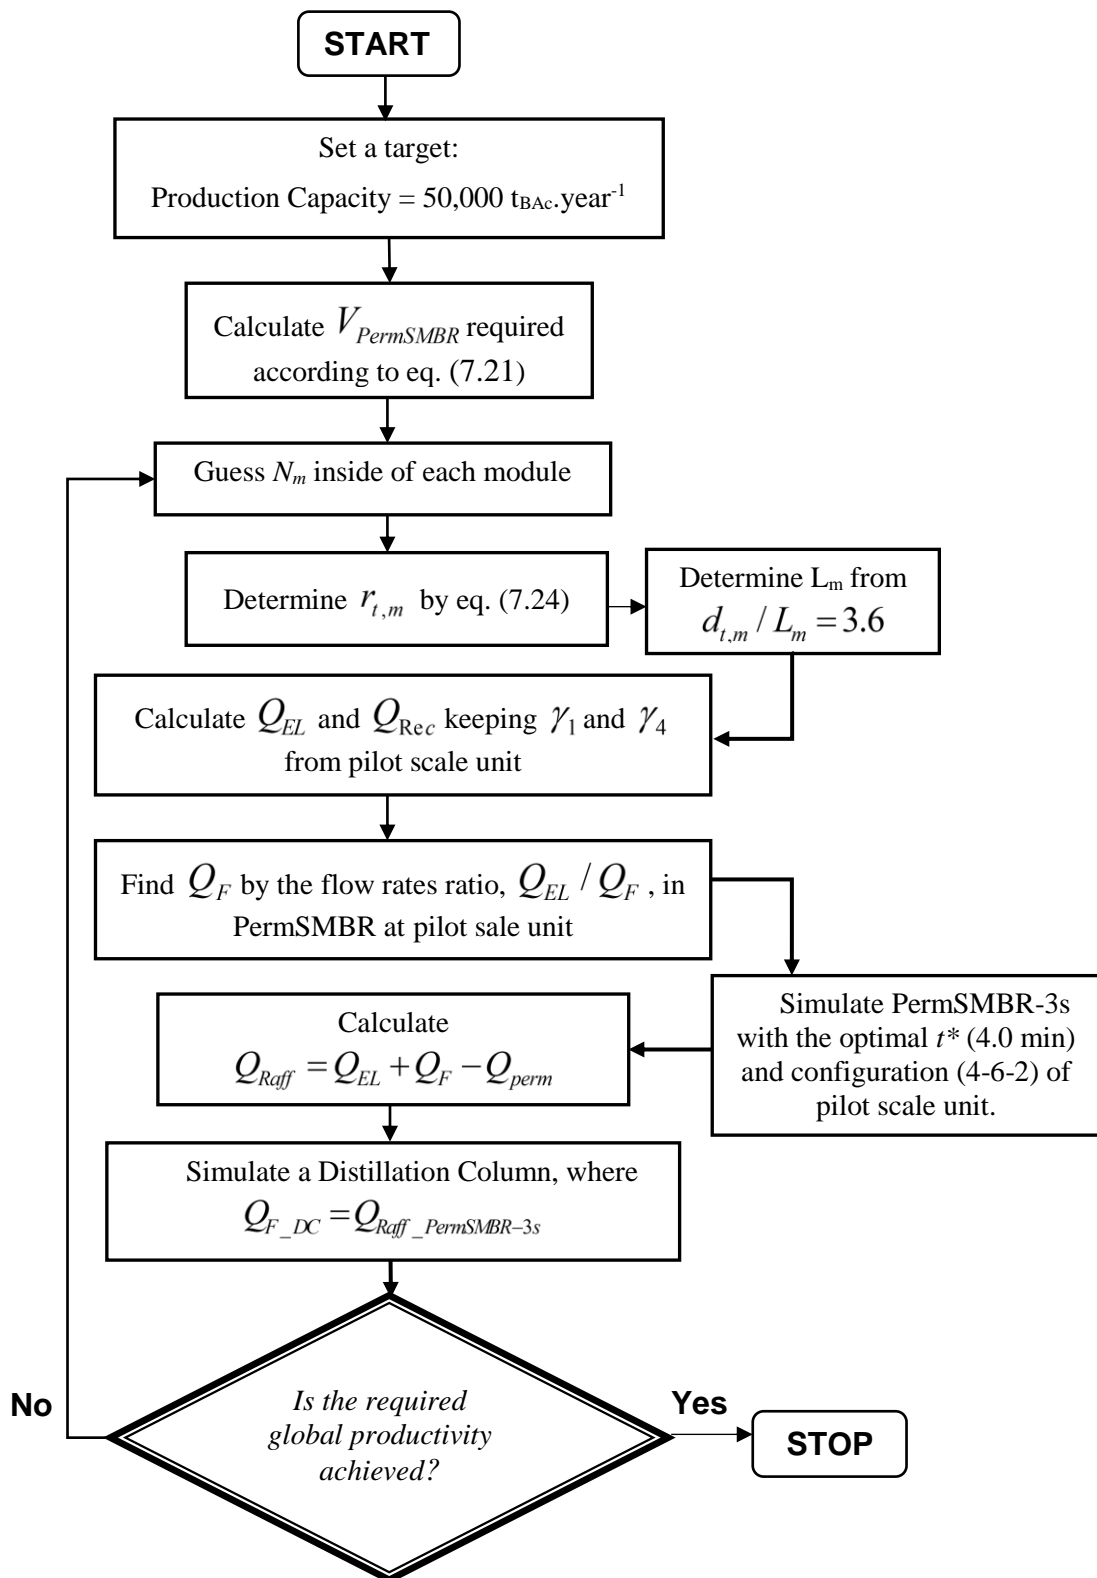 START
Set a target:
Production Capacity = 50,000 tBAc.year-1
Calculate VPermSMBR required
according to eq. (7.21)
Guess Nm inside of each module
Determine rt,m by eq. (7.24)
Determine Lm from
dt,m / Lm = 3.6
Calculate QEL and QRec keeping γ1 and γ4
from pilot scale unit
Find QF by the flow rates ratio, QEL / QF , in
PermSMBR at pilot sale unit
Simulate PermSMBR-3s
with the optimal t* (4.0 min)
and configuration (4-6-2) of
pilot scale unit.
Calculate
QRaff = QEL + QF − Qperm
Simulate a Distillation Column, where
QF_DC = QRaff_PermSMBR−3s
Is the required
global productivity
achieved?
No
Yes
STOP